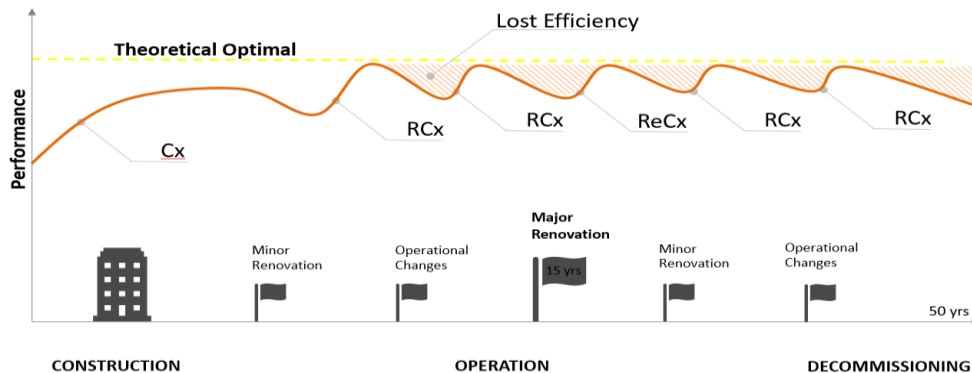 Lost Efficiency
Theoretical Optimal
Performance
Cx
RCx
RCx
ReCx
RCx
RCx
Minor
Renovation
Operational
Changes
Major
Renovation
15 yrs
Minor
Renovation
Operational
Changes
50 yrs
CONSTRUCTION
OPERATION
DECOMMISSIONING